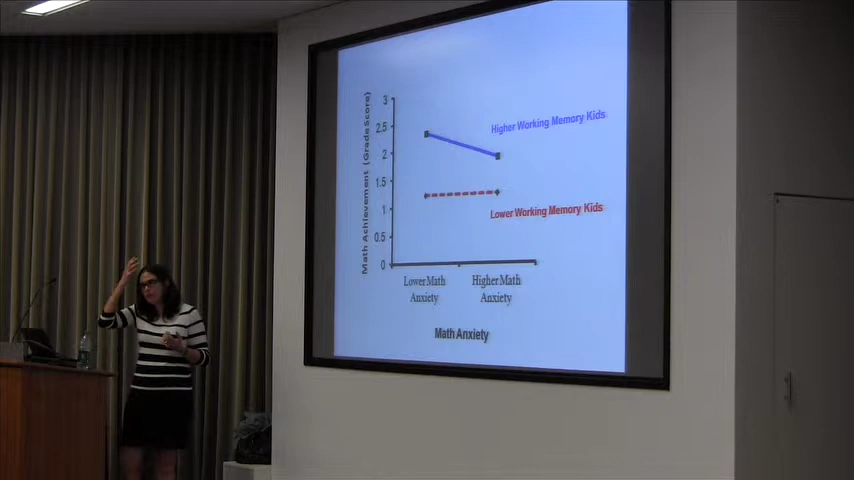 3
2.5
2
1.5
1
0.5
0
Math Achievement (Grade Score)
Higher Working Memory Kids
Lower Working Memory Kids
Lower Math
Anxiety
Higher Math
Anxiety
Math Anxiety